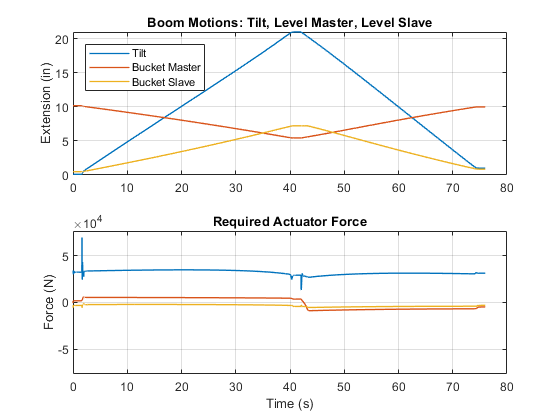 Boom Motions: Tilt, Level Master, Level Slave
Extension (in)
20
15
10
5
0
Tilt
Bucket Master
Bucket Slave
0 10 20 30 40 50 60 70 80
Required Actuator Force
×10⁴
Force (N)
5
0
-5
0 10 20 30 40 50 60 70 80
Time (s)